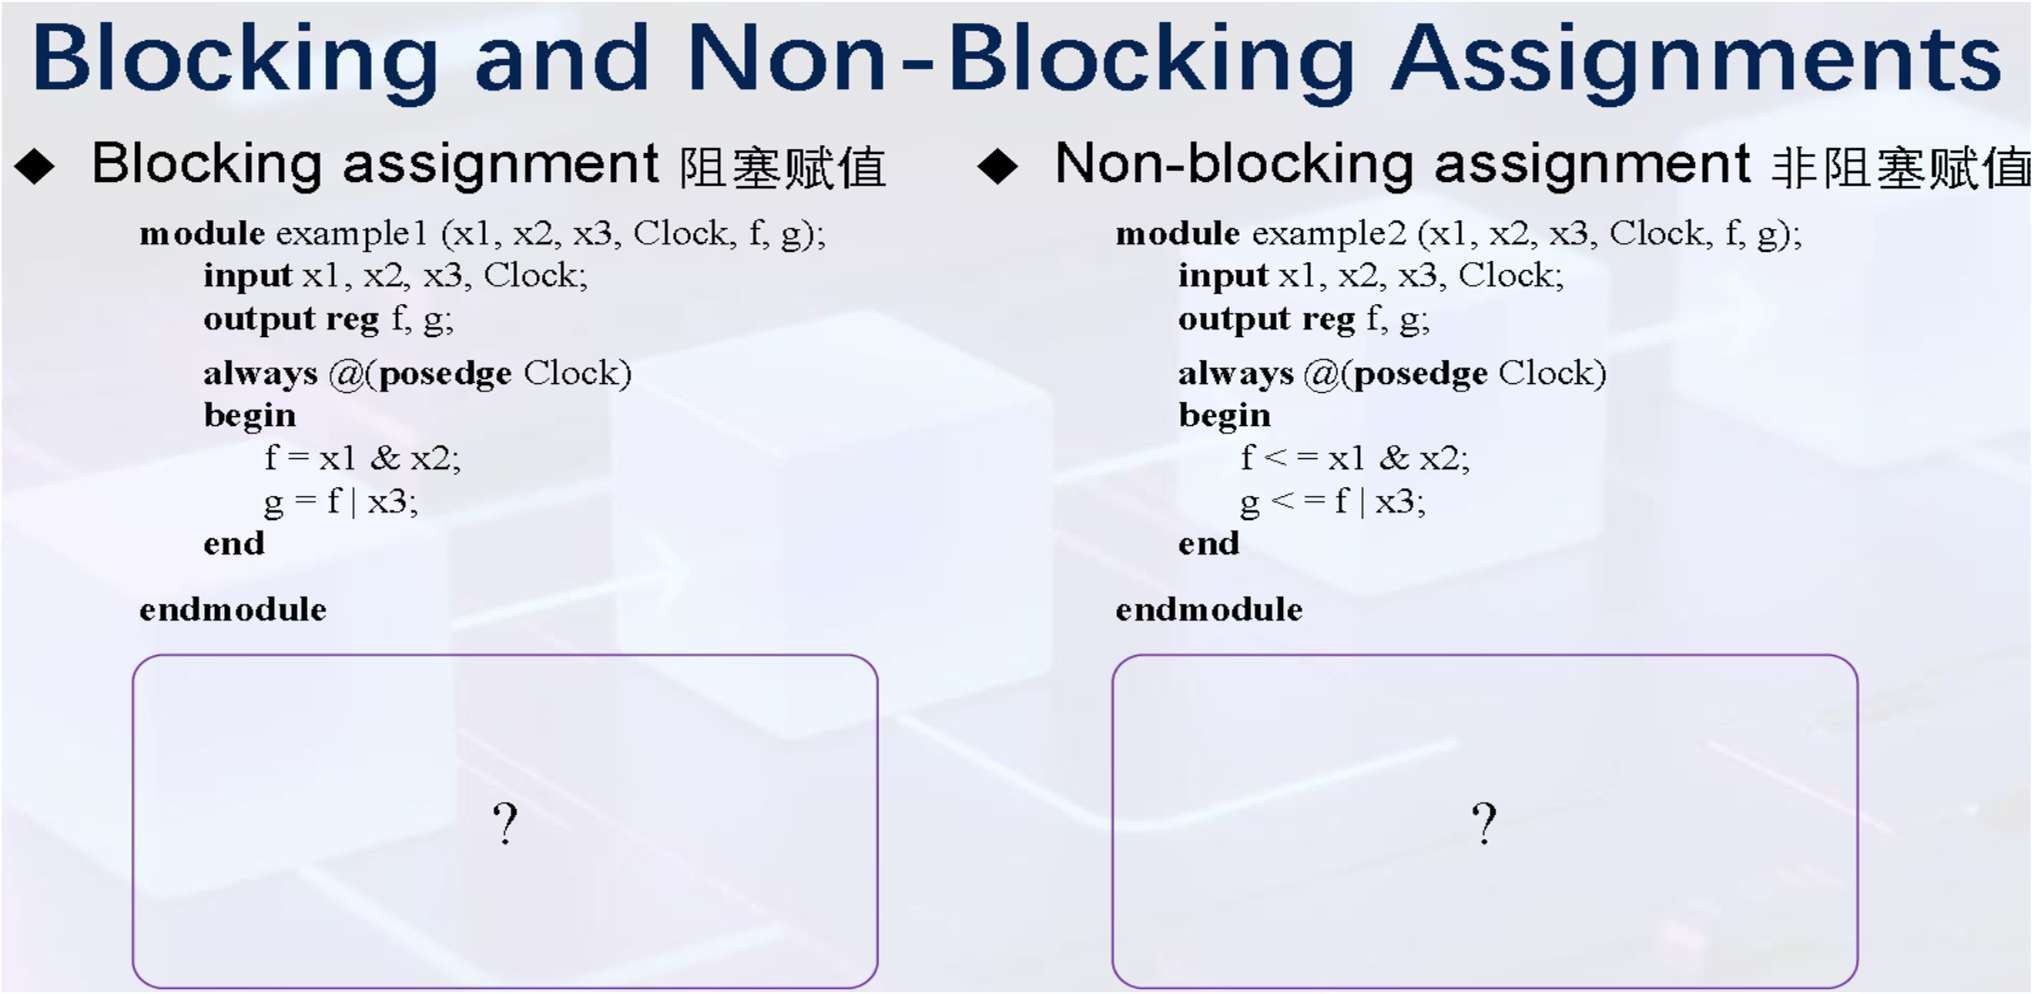 Blocking and Non-Blocking Assignments
◆ Blocking assignment 阻塞赋值
module example1 (x1, x2, x3, Clock, f, g);
input x1, x2, x3, Clock;
output reg f, g;
always @(posedge Clock)
begin
f = x1 & x2;
g = f | x3;
end
endmodule
?
◆ Non-blocking assignment 非阻塞赋值
module example2 (x1, x2, x3, Clock, f, g);
input x1, x2, x3, Clock;
output reg f, g;
always @(posedge Clock)
begin
f < = x1 & x2;
g < = f | x3;
end
endmodule
?